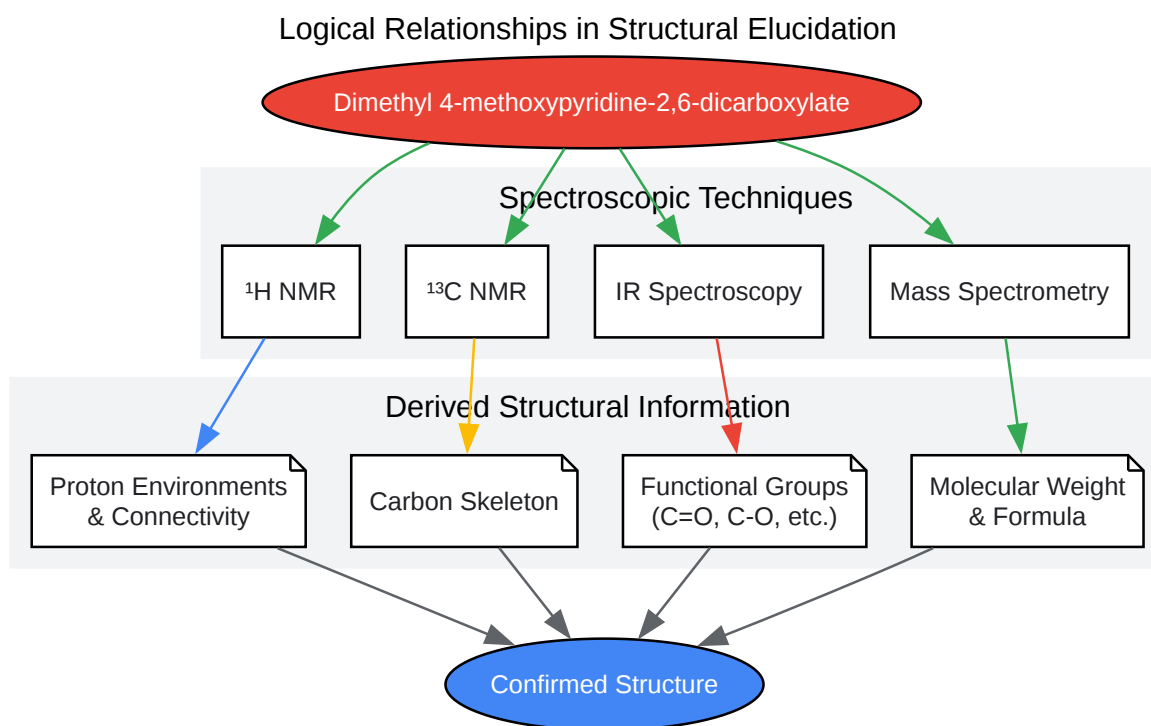 Logical Relationships in Structural Elucidation
Dimethyl 4-methoxypyridine-2,6-dicarboxylate
Spectroscopic Techniques
¹H NMR
¹³C NMR
IR Spectroscopy
Mass Spectrometry
Derived Structural Information
Proton Environments
& Connectivity
Carbon Skeleton
Functional Groups
(C=O, C-O, etc.)
Molecular Weight
& Formula
Confirmed Structure